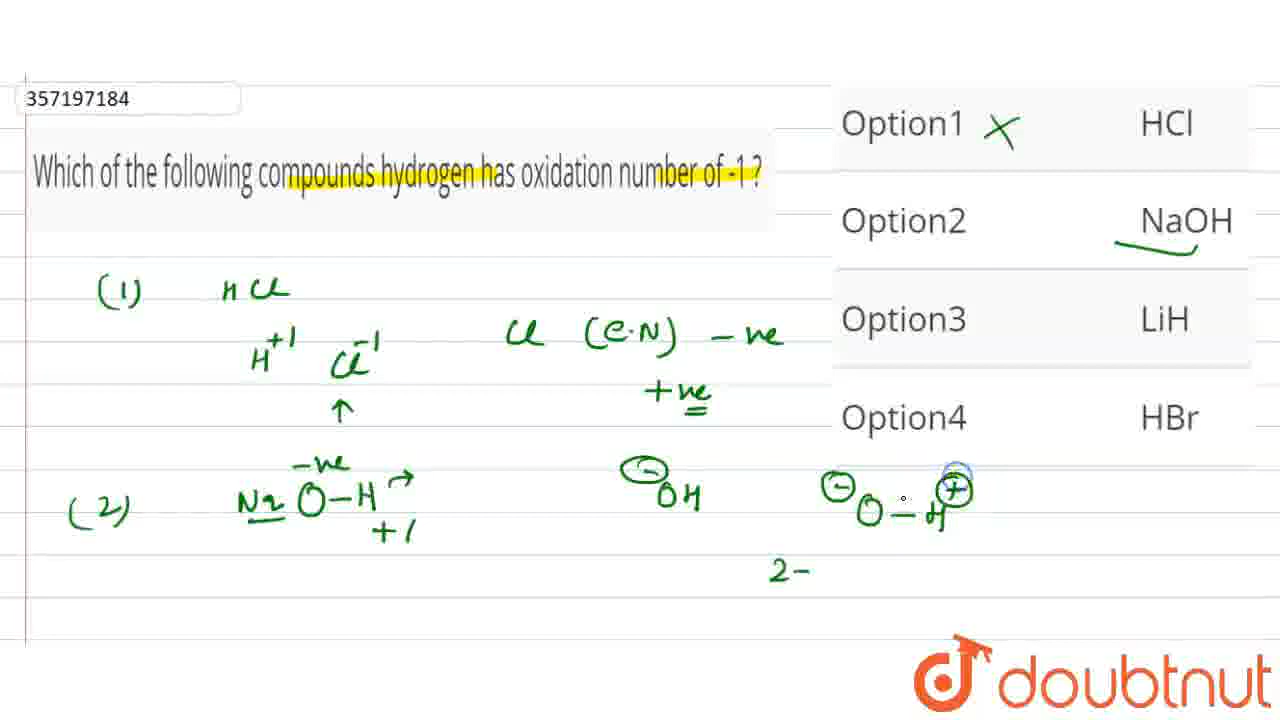 357197184
Which of the following compounds hydrogen has oxidation number of -1 ?
Option1 × HCl
Option2 NaOH
Option3 LiH
Option4 HBr
(1) HCl
H+1 Cl-1
↑
Cl (E.N) -ve
+ve
(2) Na O-H →
-ve
+1
- OH
- O - H +
2-
doubtnut